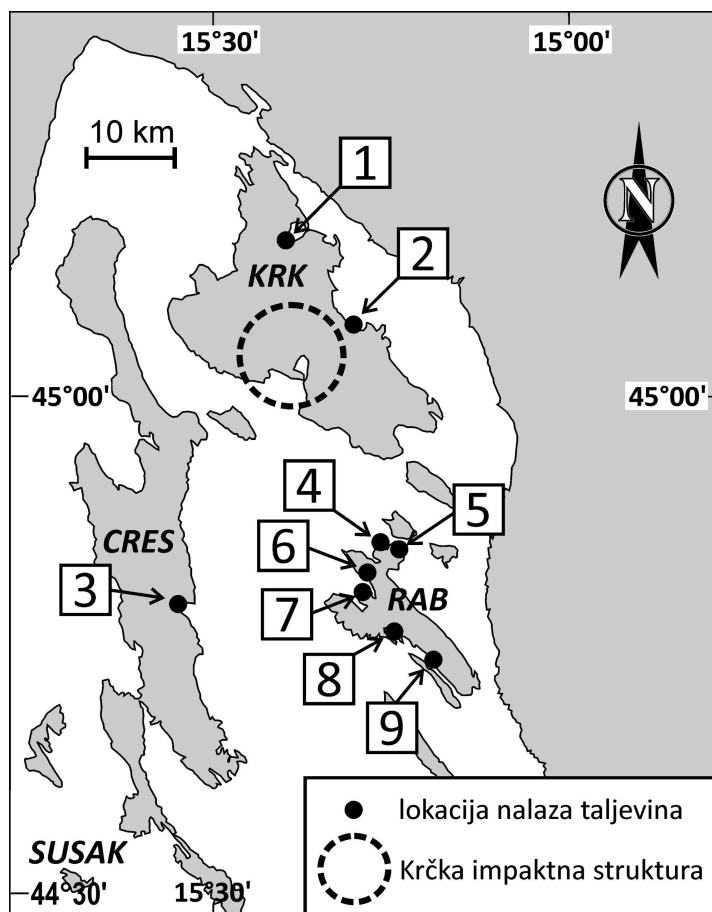 15°30'
15°00'
10 km
N
1
2
KRK
45°00'
45°00'
4
5
CRES
6
3
7
RAB
8
9
lokacija nalaza taljevina
SUSAK
Krčka impaktna struktura
44°30'
15°30'